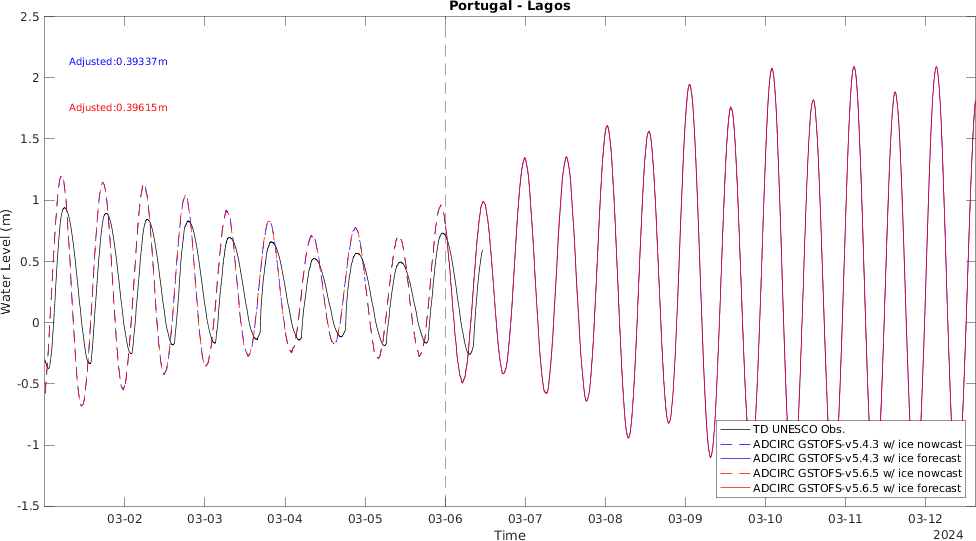 Portugal - Lagos
2.5
2
1.5
1
0.5
0
-0.5
-1
-1.5
Water Level (m)
Adjusted:0.39337m
Adjusted:0.39615m
TD UNESCO Obs.
ADCIRC GSTOFS-v5.4.3 w/ ice nowcast
ADCIRC GSTOFS-v5.4.3 w/ ice forecast
ADCIRC GSTOFS-v5.6.5 w/ ice nowcast
ADCIRC GSTOFS-v5.6.5 w/ ice forecast
03-02 03-03 03-04 03-05 03-06 03-07 03-08 03-09 03-10 03-11 03-12
Time
2024